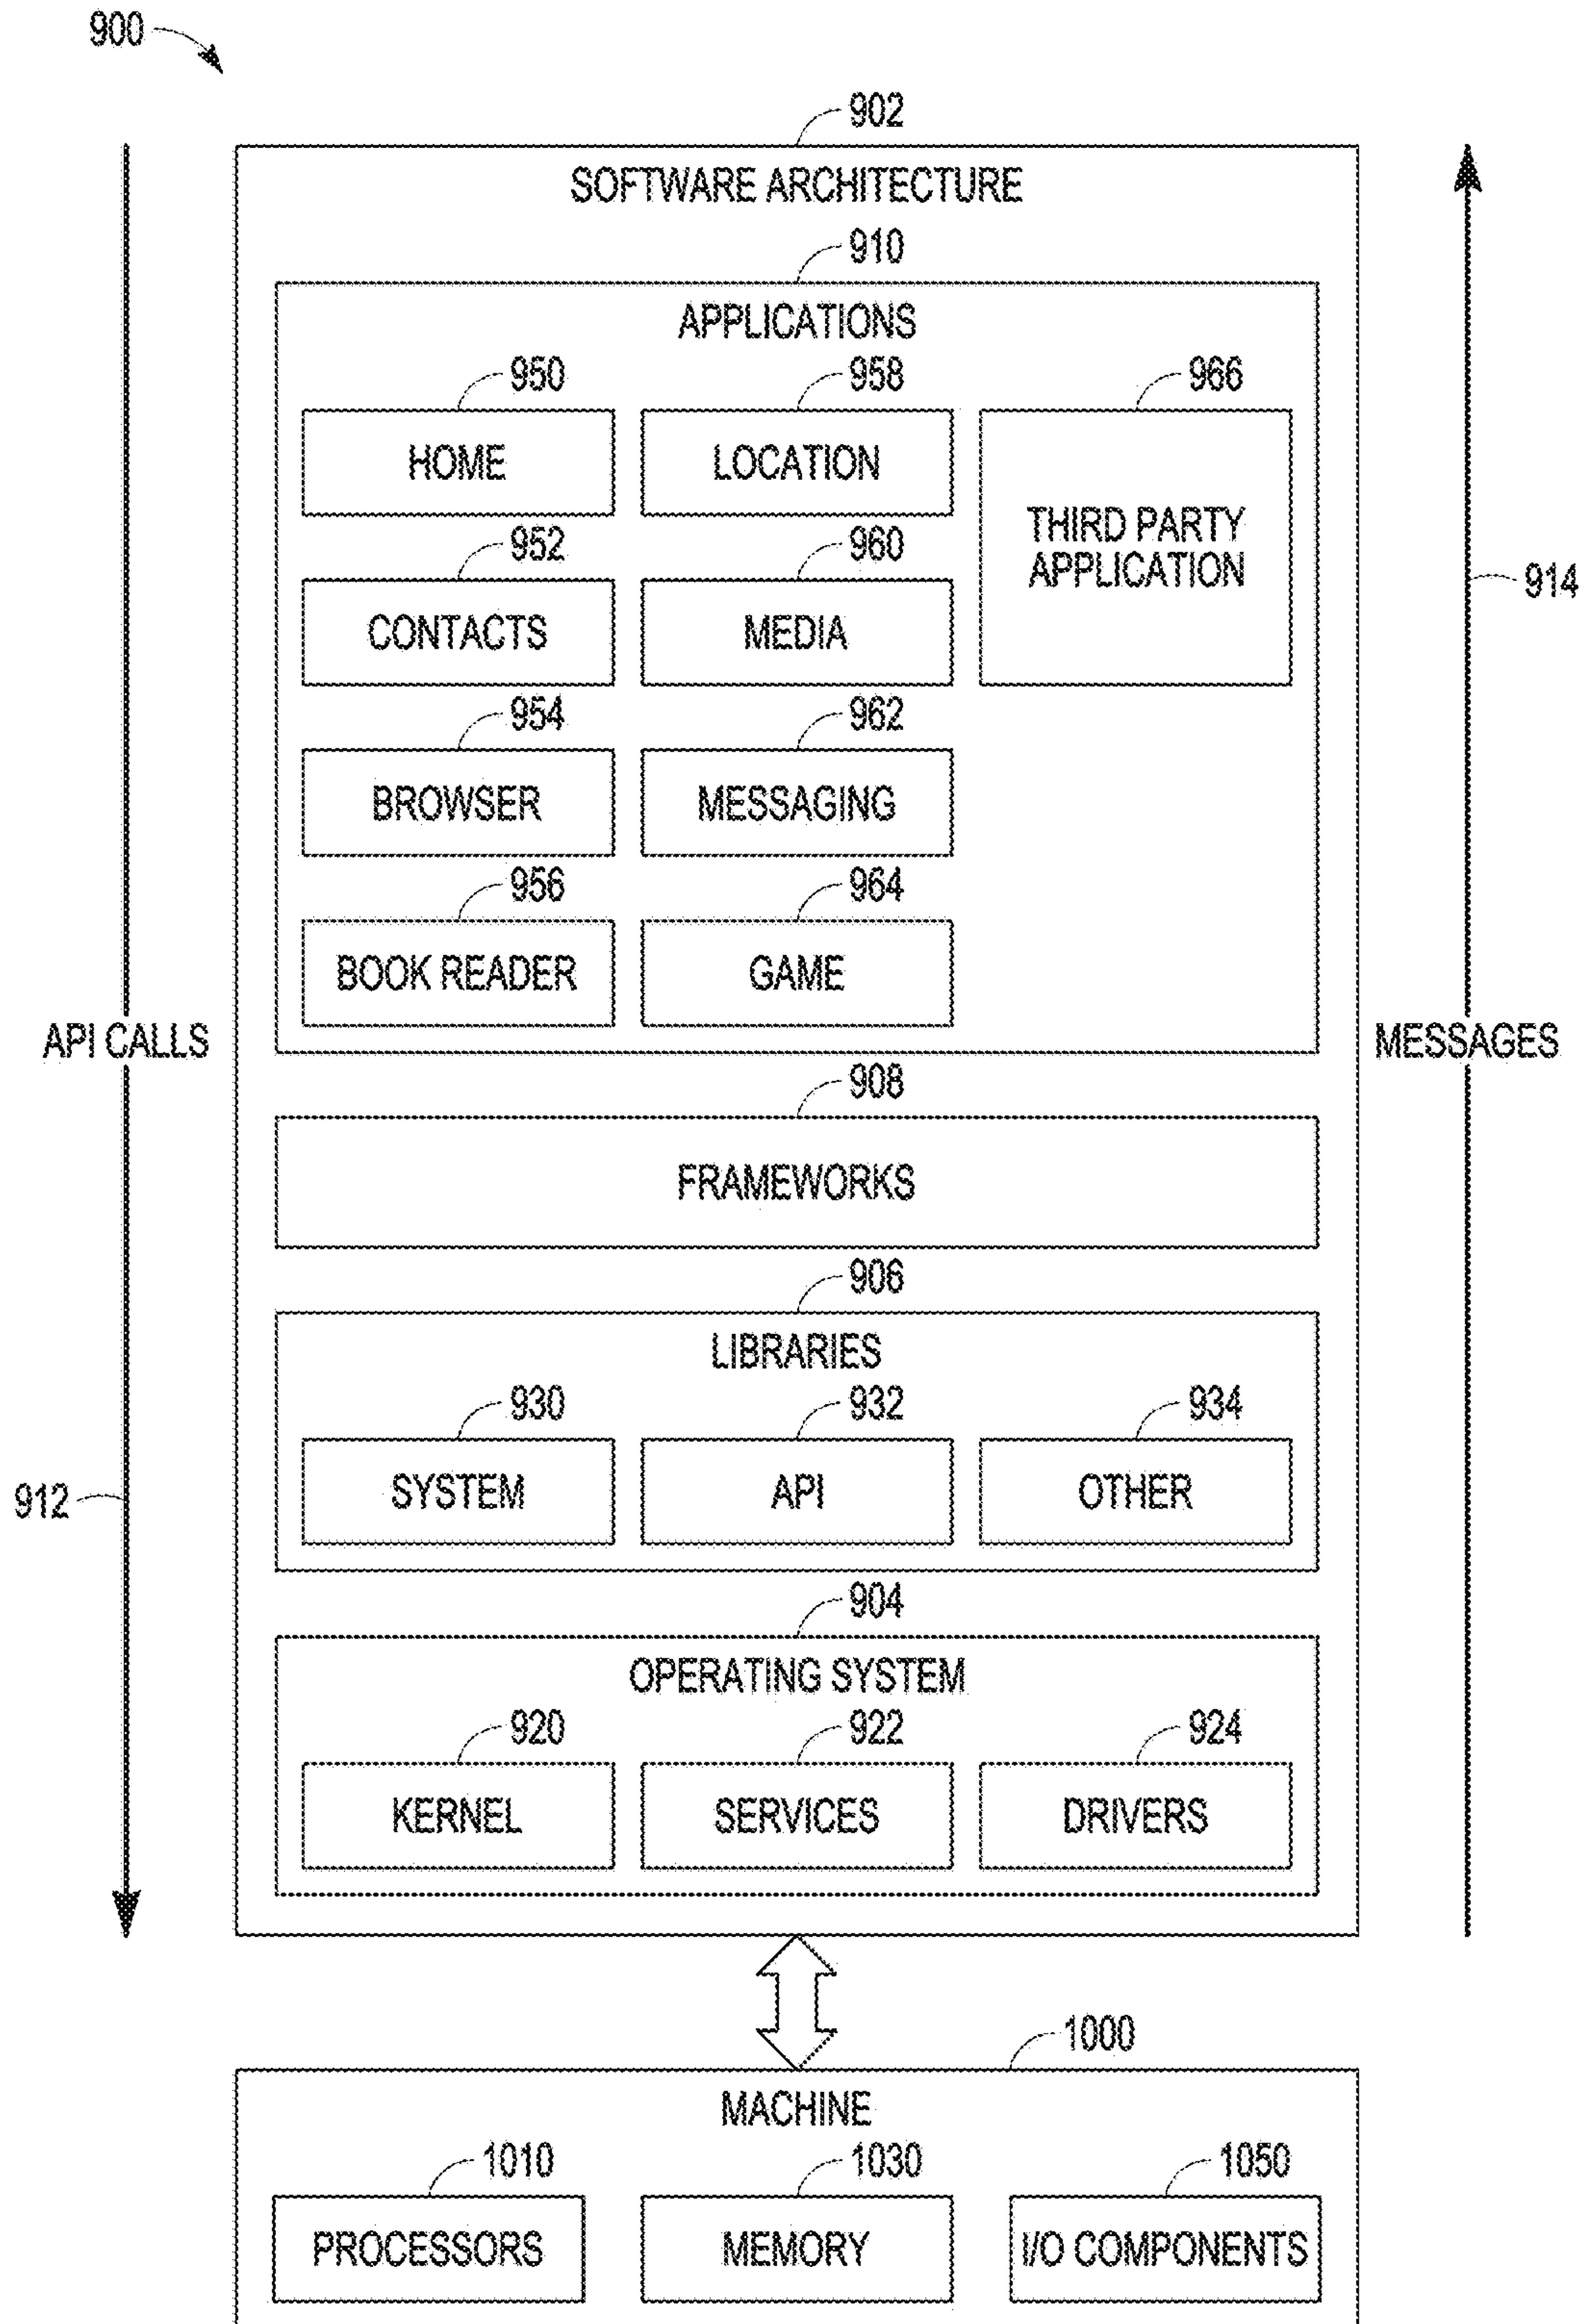 900
902
SOFTWARE ARCHITECTURE
910
APPLICATIONS
950
958
966
HOME
LOCATION
THIRD PARTY
APPLICATION
952
960
914
CONTACTS
MEDIA
954
962
BROWSER
MESSAGING
956
964
BOOK READER
GAME
API CALLS
MESSAGES
908
FRAMEWORKS
906
LIBRARIES
930
932
934
SYSTEM
API
OTHER
912
904
OPERATING SYSTEM
920
922
924
KERNEL
SERVICES
DRIVERS
1000
MACHINE
1010
1030
1050
PROCESSORS
MEMORY
I/O COMPONENTS